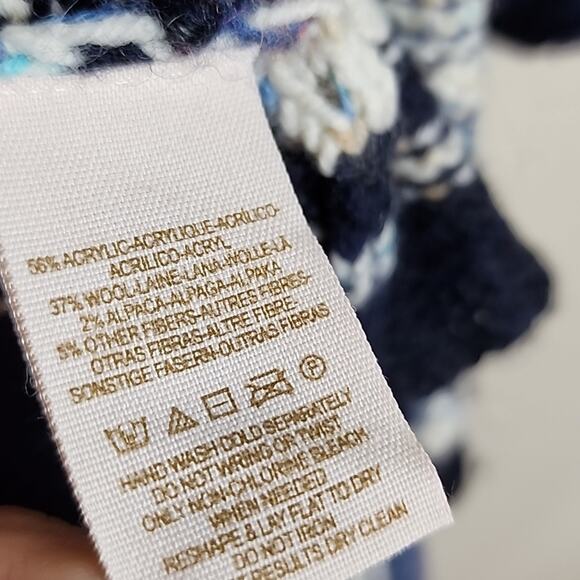 56% ACRYLIC-ACRYLIQUE-ACRÍLICO-
ACRILICO-ACRYL
37% WOOL-LAINE-LANA-WOLLE-LÃ
2% ALPACA-ALPAGA-ALPAKA
5% OTHER FIBERS-AUTRES FIBRES-
OTRAS FIBRAS-ALTRE FIBRE-
SONSTIGE FASERN-OUTRAS FIBRAS
P
HAND WASH COLD SEPARATELY
DO NOT WRING OR TWIST
ONLY NON-CHLORINE BLEACH
WHEN NEEDED
RESHAPE & LAY FLAT TO DRY
DO NOT IRON
T RESULTS DRY CLEAN